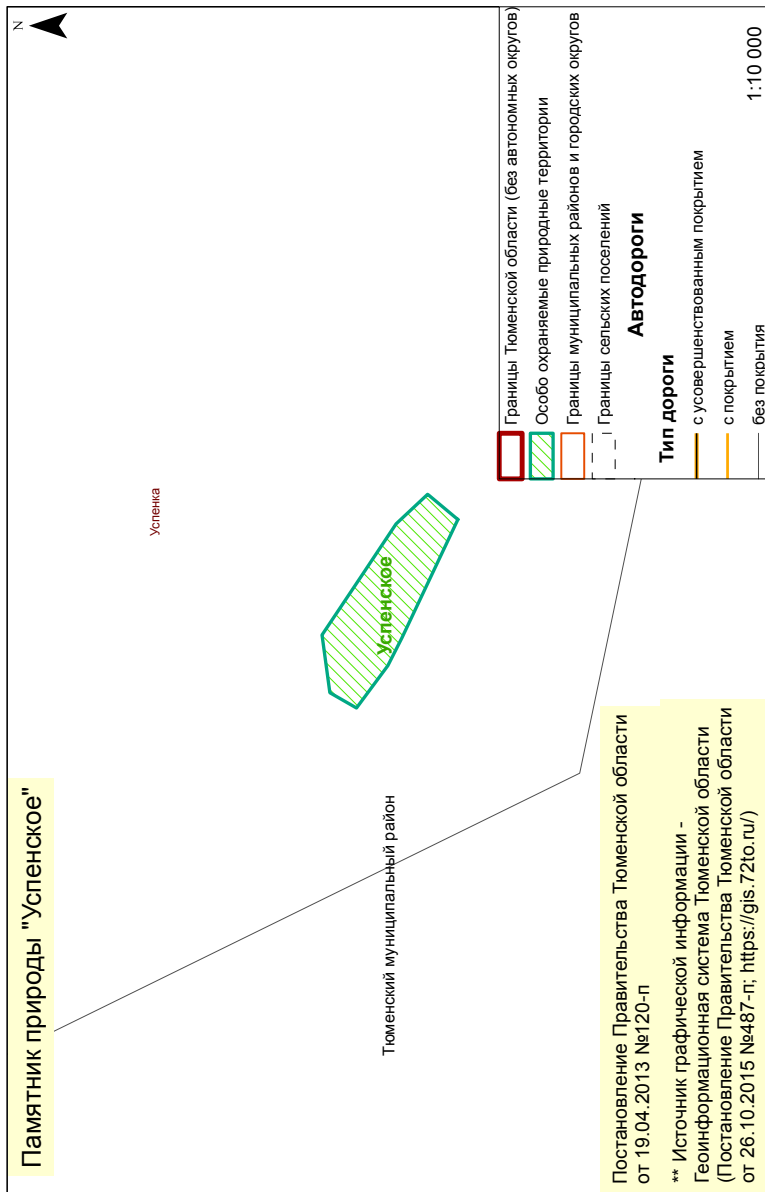 Памятник природы "Успенское"
N
Успенка
Успенское
Тюменский муниципальный район
Постановление Правительства Тюменской области
от 19.04.2013 №120-п
** Источник графической информации -
Геоинформационная система Тюменской области
(Постановление Правительства Тюменской области
от 26.10.2015 №487-п; https://gis.72to.ru/)
Границы Тюменской области (без автономных округов)
Особо охраняемые природные территории
Границы муниципальных районов и городских округов
Границы сельских поселений
Автодороги
Тип дороги
с усовершенствованным покрытием
с покрытием
без покрытия
1:10 000